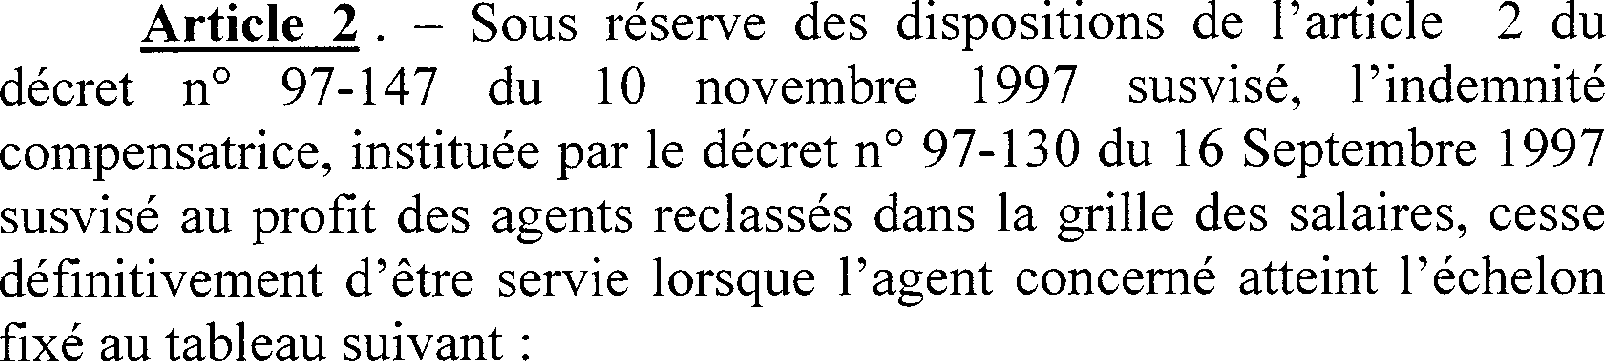 Article 2 . – Sous réserve des dispositions de l’article 2 du
décret n° 97-147 du 10 novembre 1997 susvisé, l’indemnité
compensatrice, instituée par le décret n° 97-130 du 16 Septembre 1997
susvisé au profit des agents reclassés dans la grille des salaires, cesse
définitivement d’être servie lorsque l’agent concerné atteint l’échelon
fixé au tableau suivant :